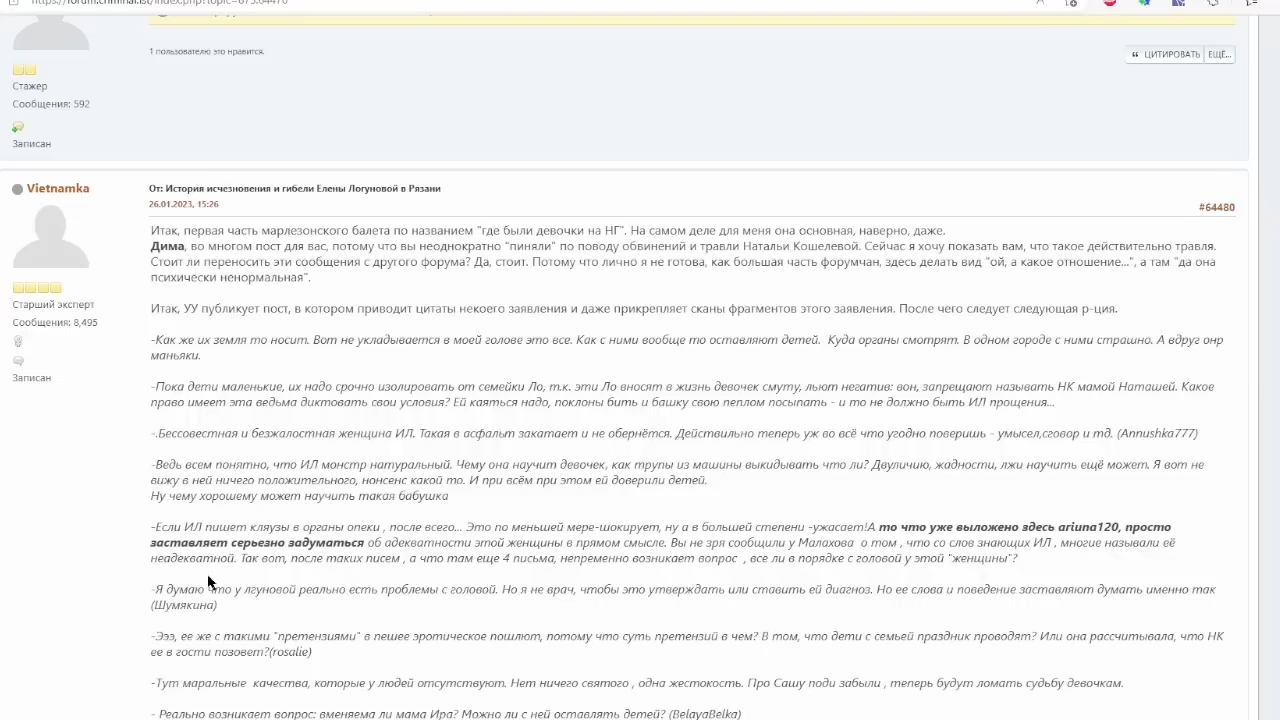 https://forum.criminal.ist/index.php?topic=675.64470
1 пользователю это нравится.
ЦИТИРОВАТЬ
ЕЩЁ...
Стажер
Сообщения: 592
Записан
Vietnamka
От: История исчезновения и гибели Елены Логуновой в Рязани
26.01.2023, 15:26
#64480
Итак, первая часть марлезонского балета по названием "где были девочки на НГ". На самом деле для меня она основная, наверно, даже.
Дима, во многом пост для вас, потому что вы неоднократно "пиняли" по поводу обвинений и травли Натальи Кошелевой. Сейчас я хочу показать вам, что такое действительно травля.
Стоит ли переносить эти сообщения с другого форума? Да, стоит. Потому что лично я не готова, как большая часть форумчан, здесь делать вид "ой, а какое отношение...", а там "да она
психически ненормальная".
Старший эксперт
Сообщения: 8,495
Записан
Итак, УУ публикует пост, в котором приводит цитаты некоего заявления и даже прикрепляет сканы фрагментов этого заявления. После чего следует следующая р-ция.
-Как же их земля то носит. Вот не укладывается в моей голове это все. Как с ними вообще то оставляют детей. Куда органы смотрят. В одном городе с ними страшно. А вдруг онр
маньяки.
-Пока дети маленькие, их надо срочно изолировать от семейки Ло, т.к. эти Ло вносят в жизнь девочек смуту, льют негатив: вон, запрещают называть НК мамой Наташей. Какое
право имеет эта ведьма диктовать свои условия? Ей каяться надо, поклоны бить и башку свою пеплом посыпать - и то не должно быть ИЛ прощения...
-.Бессовестная и безжалостная женщина ИЛ. Такая в асфальт закатает и не обернётся. Действительно теперь уж во всё что угодно поверишь - умысел,сговор и тд. (Annushka777)
-Ведь всем понятно, что ИЛ монстр натуральный. Чему она научит девочек, как трупы из машины выкидывать что ли? Двуличию, жадности, лжи научить ещё может. Я вот не
вижу в ней ничего положительного, нонсенс какой то. И при всём при этом ей доверили детей.
Ну чему хорошему может научить такая бабушка
-Если ИЛ пишет кляузы в органы опеки , после всего... Это по меньшей мере-шокирует, ну а в большей степени -ужасает!А то что уже выложено здесь ariuna120, просто
заставляет серьезно задуматься об адекватности этой женщины в прямом смысле. Вы не зря сообщили у Малахова о том , что со слов знающих ИЛ , многие называли её
неадекватной. Так вот, после таких писем , а что там еще 4 письма, непременно возникает вопрос , все ли в порядке с головой у этой "женщины"?
-Я думаю что у лгуновой реально есть проблемы с головой. Но я не врач, чтобы это утверждать или ставить ей диагноз. Но ее слова и поведение заставляют думать именно так
(Шумякина)
-Эээ, ее же с такими "претензиями" в пешее эротическое пошлют, потому что суть претензий в чем? В том, что дети с семьей праздник проводят? Или она рассчитывала, что НК
ее в гости позовет?(rosalie)
-Тут маральные качества, которые у людей отсутствуют. Нет ничего святого , одна жестокость. Про Сашу поди забыли , теперь будут ломать судьбу девочкам.
- Реально возникает вопрос: вменяема ли мама Ира? Можно ли с ней оставлять детей? (BelayaBelka)